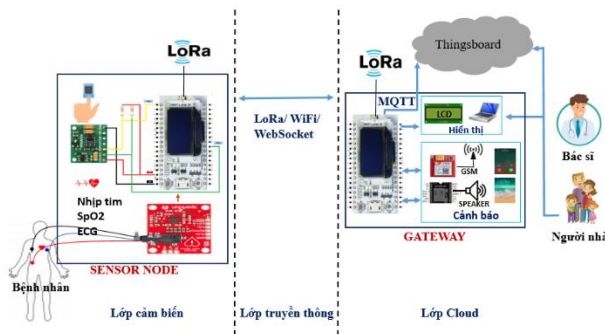 LoRa
Nhịp tim
SpO2
ECG
SENSOR NODE
Bệnh nhân
Lớp cảm biến
LoRa/ WiFi/
WebSocket
Lớp truyền thông
LoRa
Thingsboard
MQTT
LCD
Hiển thị
GSM
SPEAKER
Cảnh báo
GATEWAY
Lớp Cloud
Bác sĩ
Người nhà